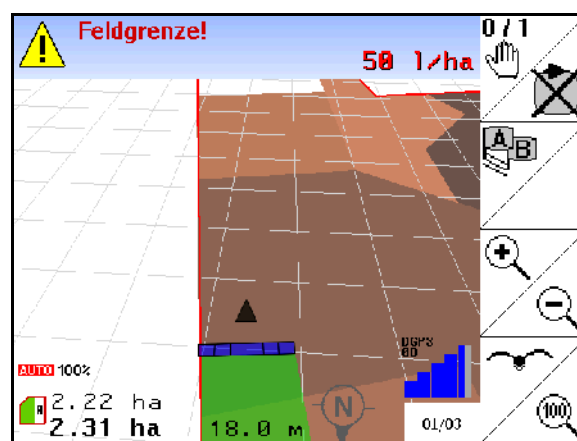 Feldgrenze!
50 l/ha
0 / 1
A B
DGPS
AUTO 100%
2.22 ha
2.31 ha
18.0 m
N
01/03
100